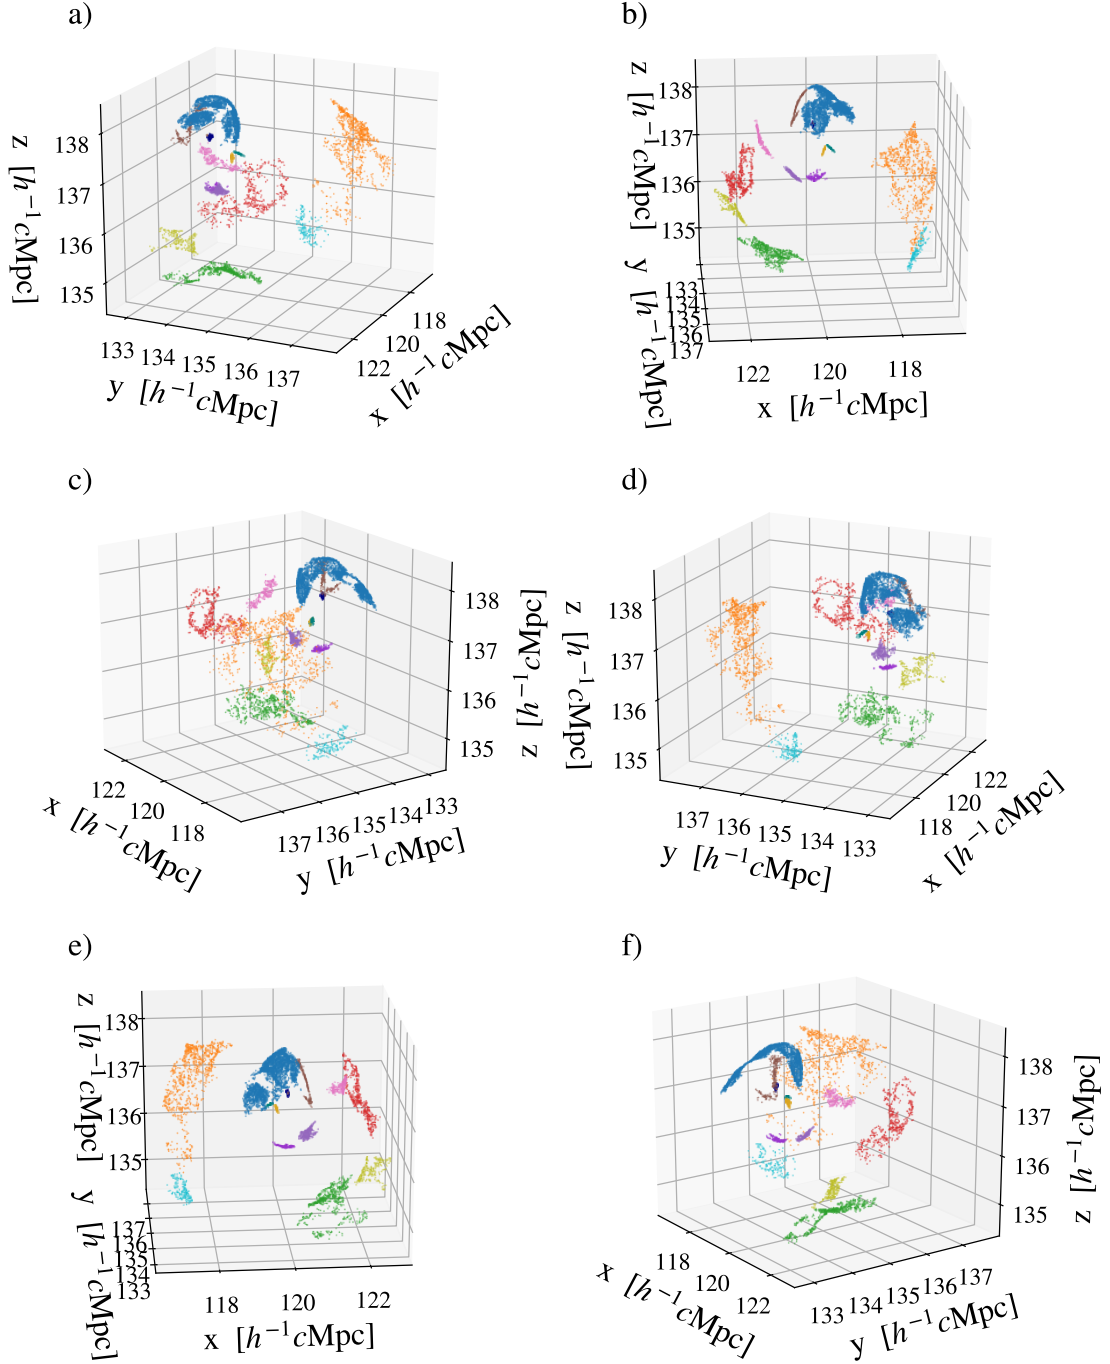 a)
138
137
136
135
z [h⁻¹cMpc]
133 134 135 136 137
y [h⁻¹cMpc]
118
120
122
x [h⁻¹cMpc]
b)
138
137
136
135
z [h⁻¹cMpc]
133
134
135
136
137
y [h⁻¹cMpc]
122 120 118
x [h⁻¹cMpc]
c)
138
137
136
135
z [h⁻¹cMpc]
122
120
118
x [h⁻¹cMpc]
137 136 135 134 133
y [h⁻¹cMpc]
d)
138
137
136
135
z [h⁻¹cMpc]
137 136 135 134 133
y [h⁻¹cMpc]
122
120
118
x [h⁻¹cMpc]
e)
138
137
136
135
z [h⁻¹cMpc]
137
136
135
134
133
y [h⁻¹cMpc]
118 120 122
x [h⁻¹cMpc]
f)
138
137
136
135
z [h⁻¹cMpc]
118
120
122
x [h⁻¹cMpc]
133 134 135 136 137
y [h⁻¹cMpc]